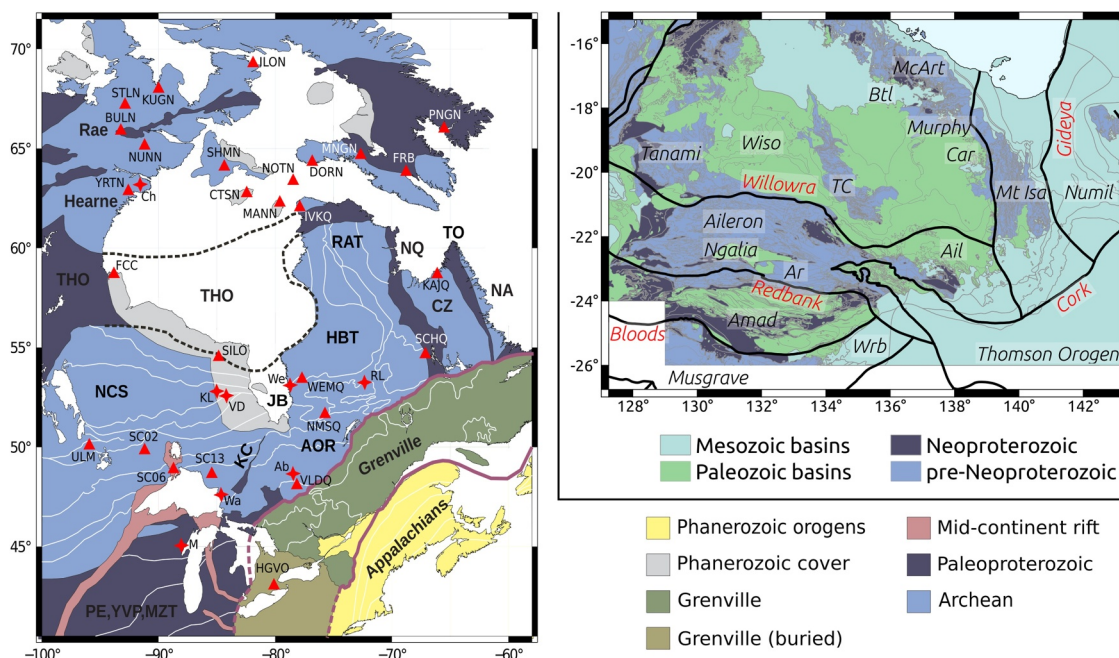 70°
65°
60°
55°
50°
45°
−100°
−90°
−80°
−70°
−60°
JLON
STLN
KUGN
BULN
Rae
NUNN
SHMN
YRTN
Ch
Hearne
CTSN
NOTN
MANN
MNGN
DORN
IVKQ
PNGN
FRB
RAT
NQ
TO
KAJQ
CZ
NA
FCC
THO
THO
SCHQ
HBT
SILO
NCS
We
WEMQ
RL
KL
VD
JB
NMSQ
AOR
ULM
SC02
SC06
SC13
KC
Wa
Ab
VLDQ
Grenville
M
Appalachians
HGVO
PE,YVP,MZT
−16°
−18°
−20°
−22°
−24°
−26°
128°
130°
132°
134°
136°
138°
140°
142°
McArt
Btl
Murphy
Car
Gideya
Wiso
Tanami
Willowra
TC
Mt Isa
Numil
Aileron
Ngalia
Ar
Ail
Redbank
Cork
Amad
Bloods
Wrb
Thomson Orogen
Musgrave
Mesozoic basins
Paleozoic basins
Neoproterozoic
pre-Neoproterozoic
Phanerozoic orogens
Phanerozoic cover
Grenville
Grenville (buried)
Mid-continent rift
Paleoproterozoic
Archean